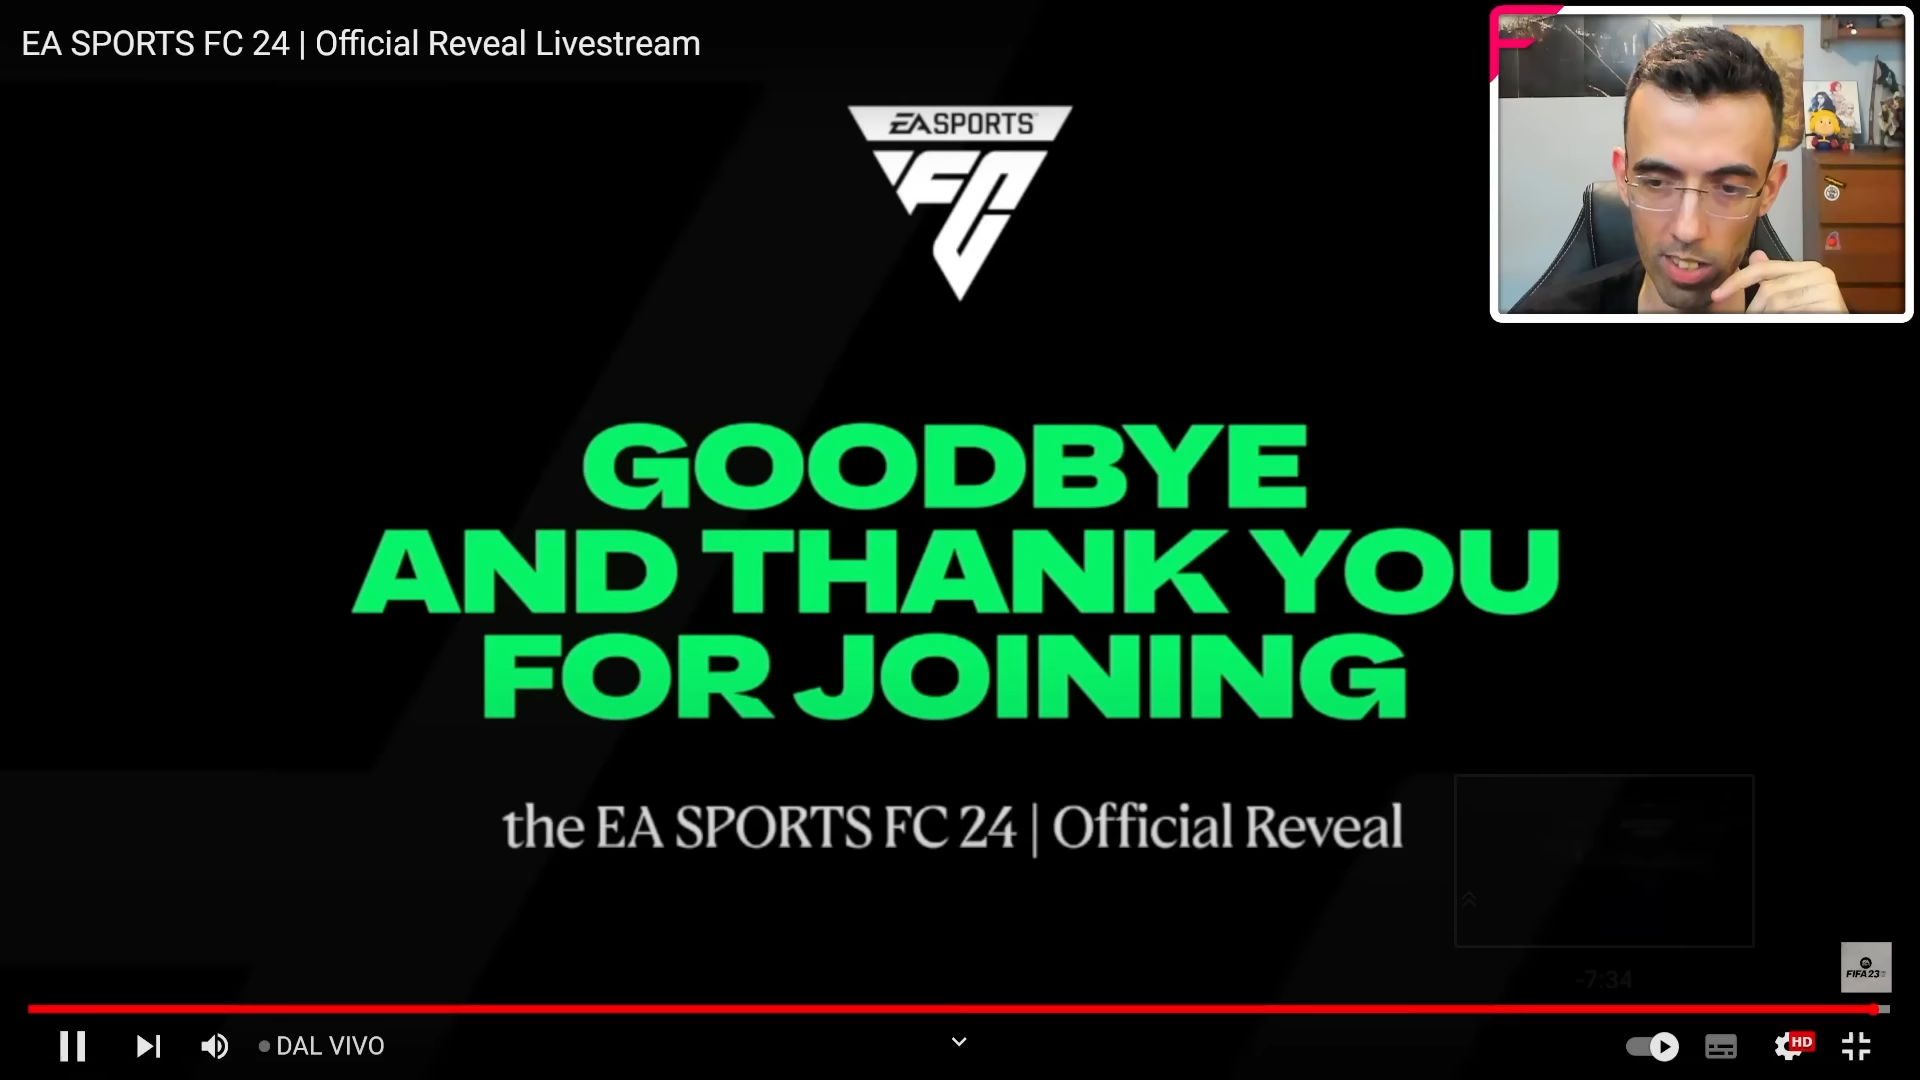 EA SPORTS FC 24 | Official Reveal Livestream
EA SPORTS
FC
GOODBYE
AND THANK YOU
FOR JOINING
the EA SPORTS FC 24 | Official Reveal
-7:34
FIFA 23
DAL VIVO
HD